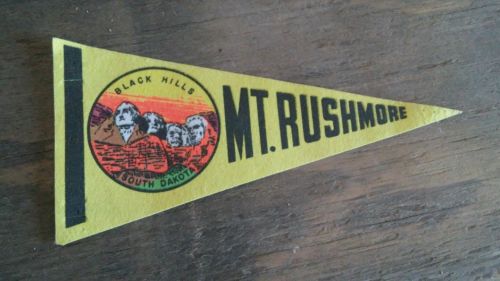 BLACK HILLS
SOUTH DAKOTA
MT. RUSHMORE